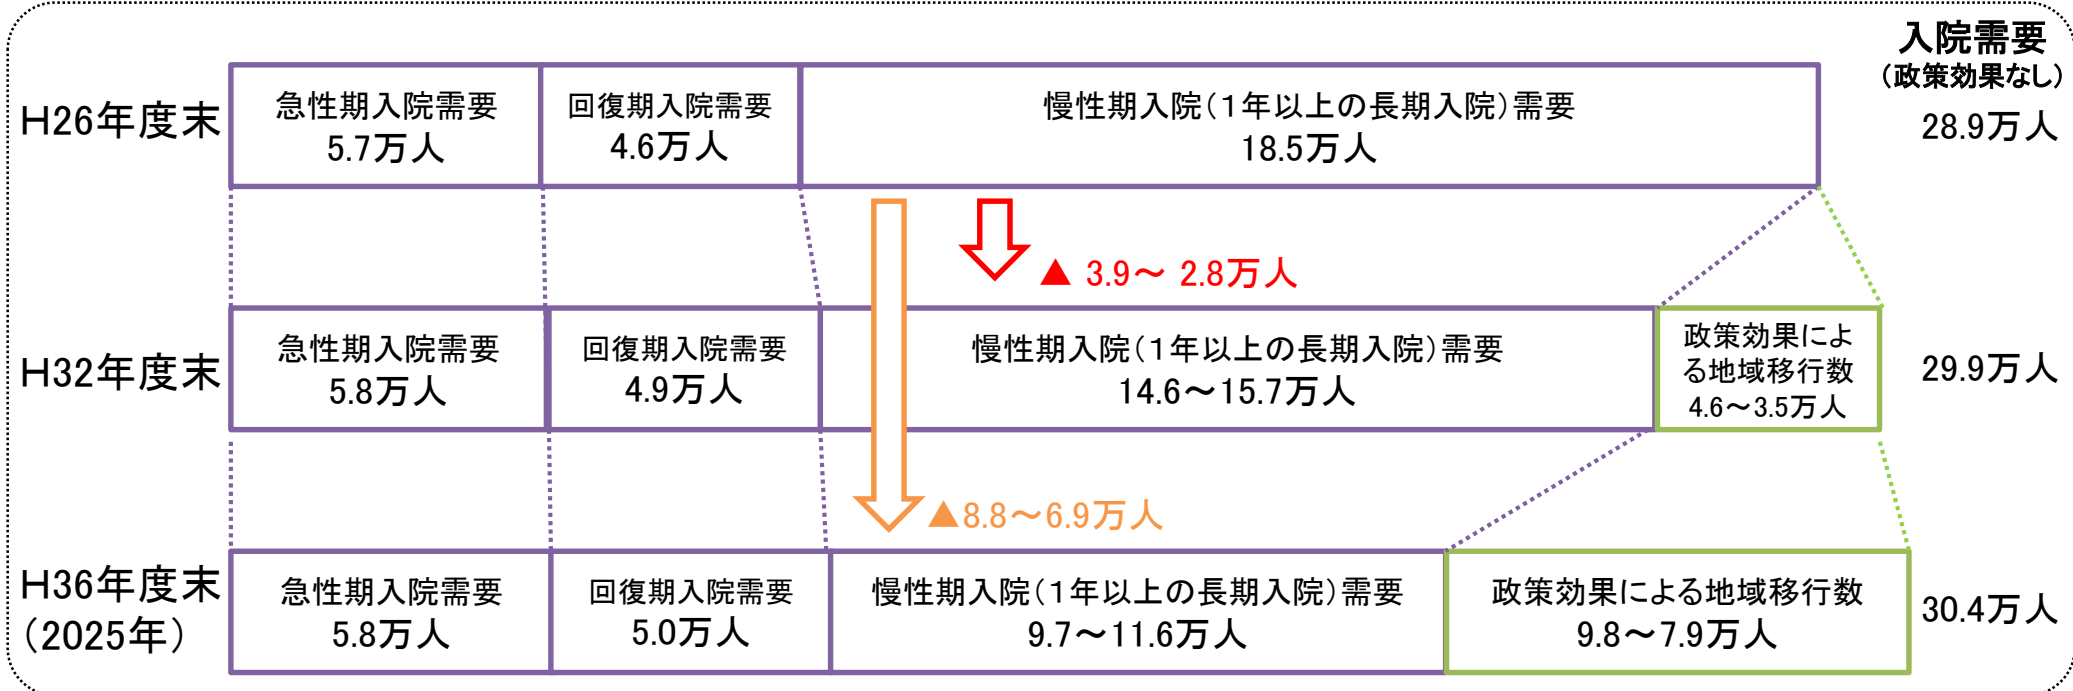 入院需要
（政策効果なし）
H26年度末
急性期入院需要
5.7万人
回復期入院需要
4.6万人
慢性期入院（１年以上の長期入院）需要
18.5万人
28.9万人
▲ 3.9～ 2.8万人
H32年度末
急性期入院需要
5.8万人
回復期入院需要
4.9万人
慢性期入院（１年以上の長期入院）需要
14.6～15.7万人
政策効果によ
る地域移行数
4.6～3.5万人
29.9万人
▲8.8～6.9万人
H36年度末
（2025年）
急性期入院需要
5.8万人
回復期入院需要
5.0万人
慢性期入院（１年以上の長期入院）需要
9.7～11.6万人
政策効果による地域移行数
9.8～7.9万人
30.4万人